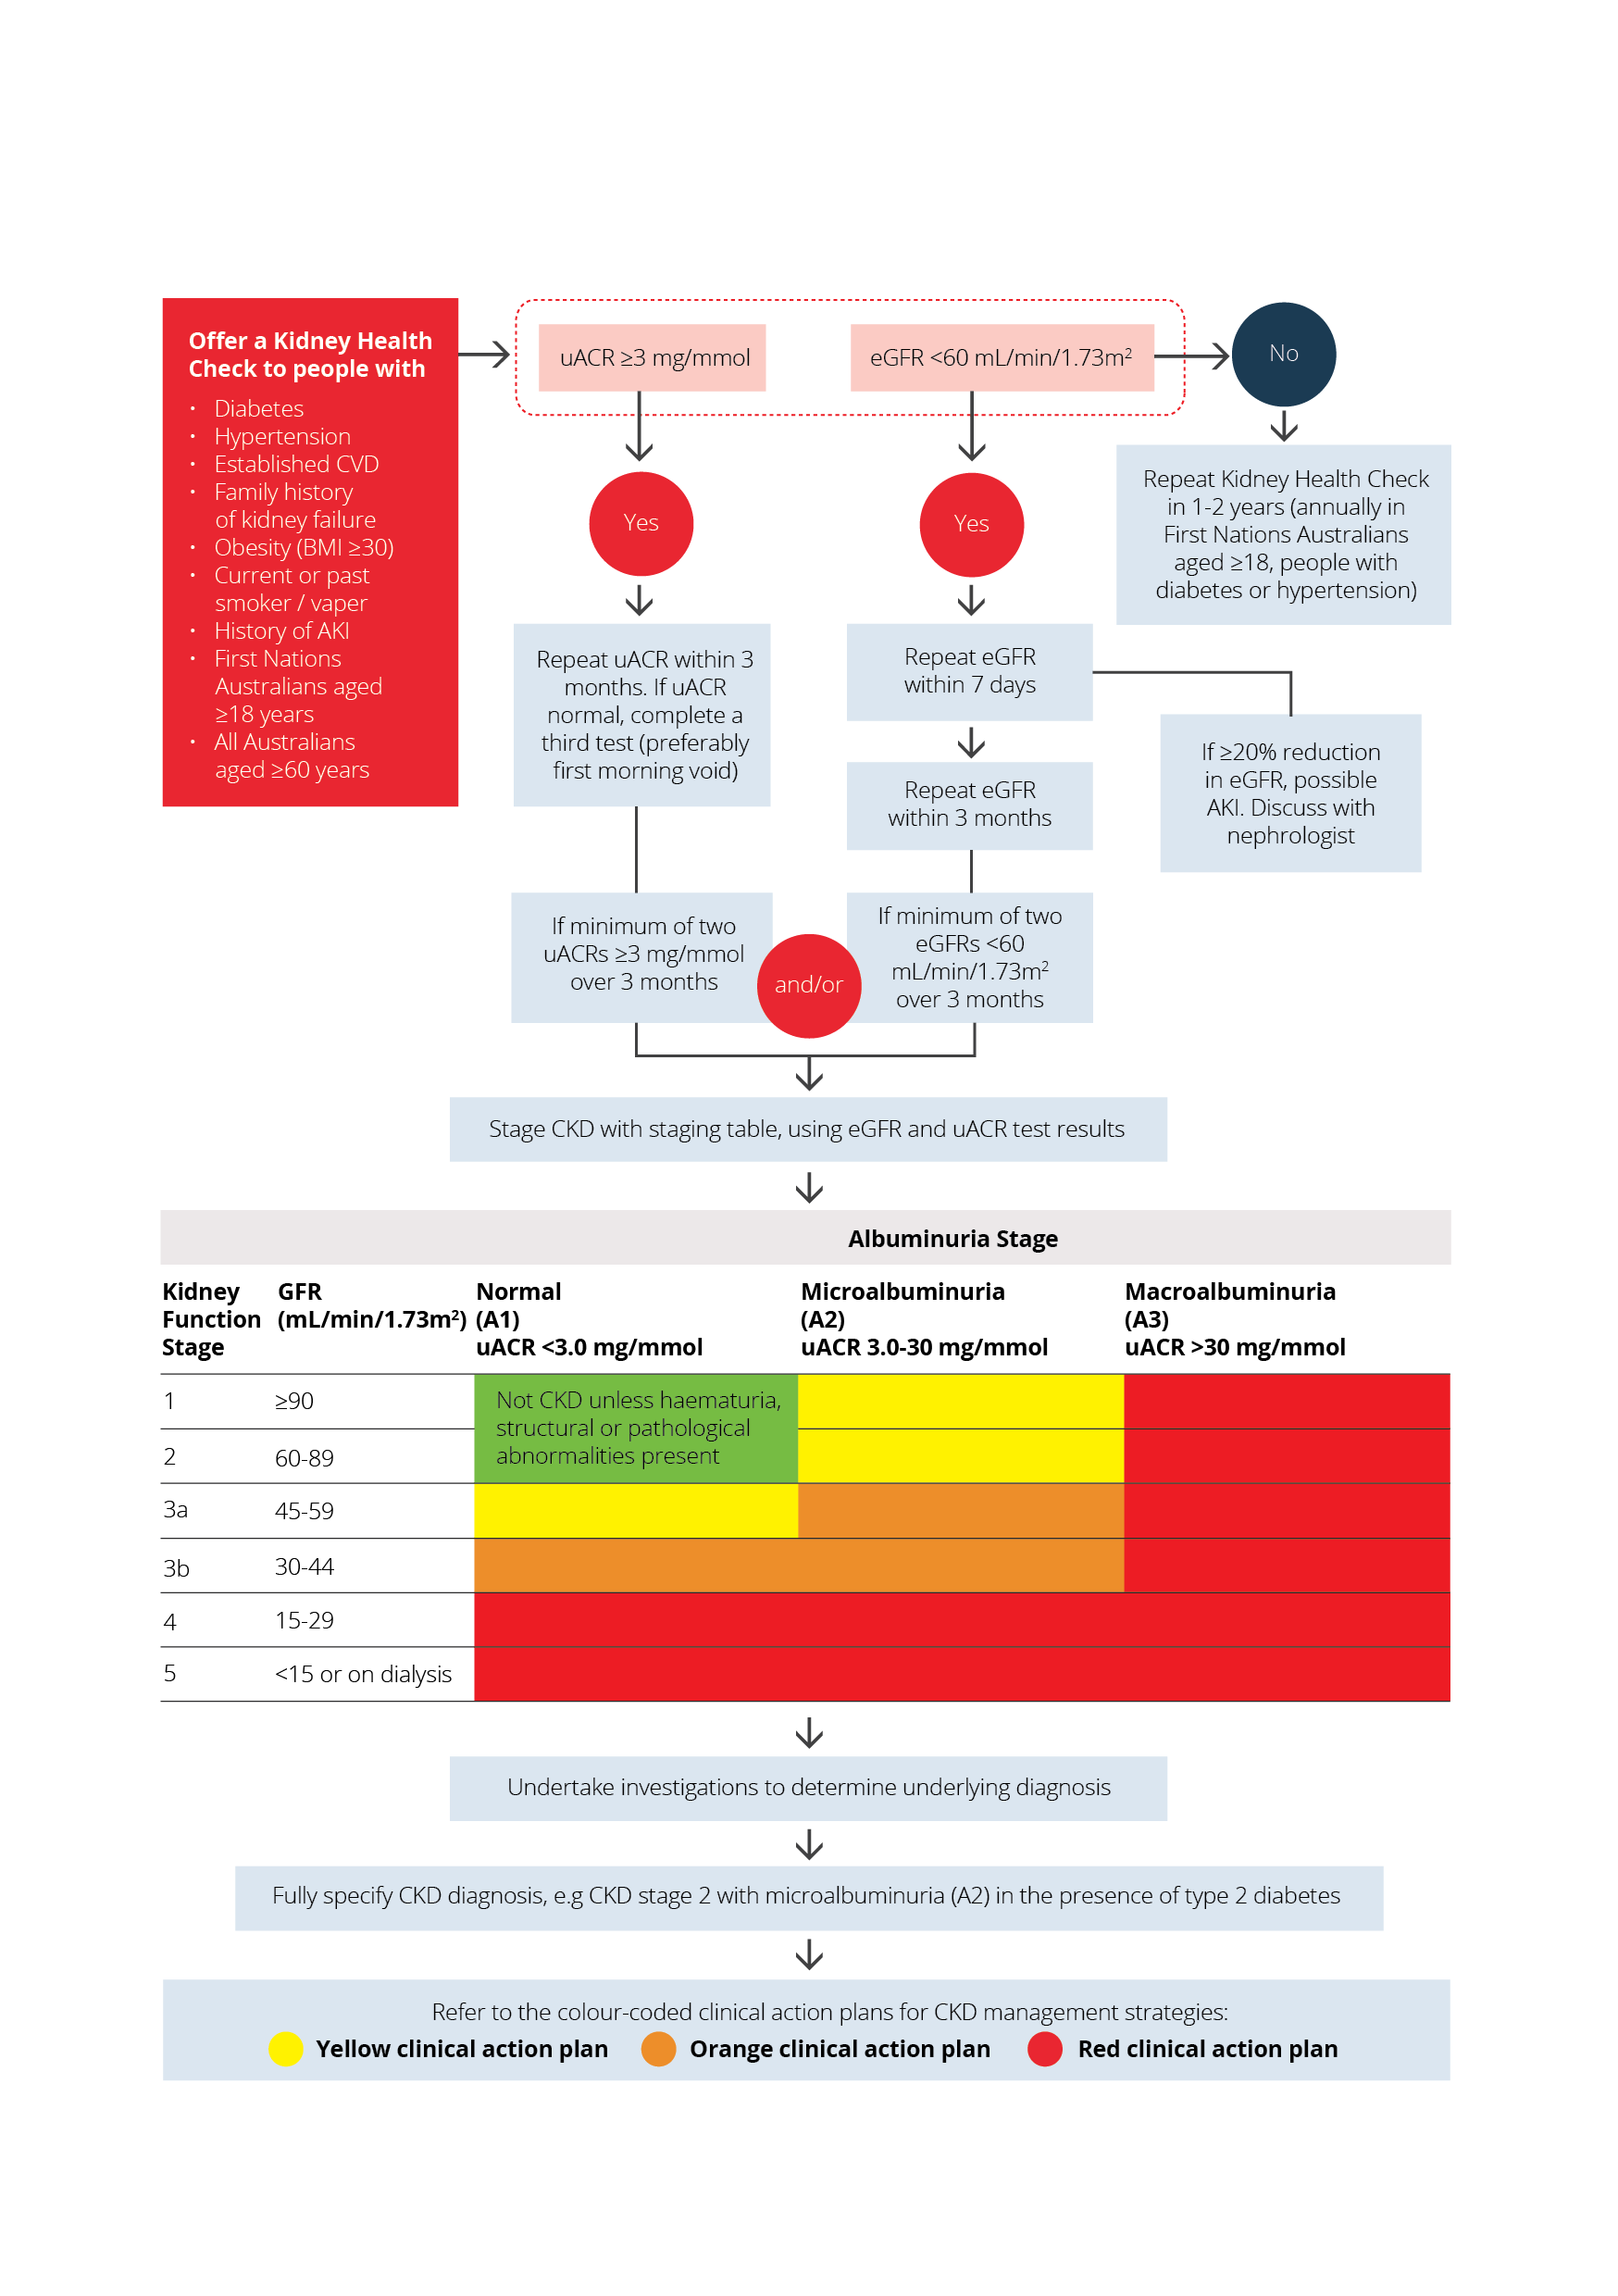 Offer a Kidney Health
Check to people with
• Diabetes
• Hypertension
• Established CVD
• Family history
of kidney failure
• Obesity (BMI ≥30)
• Current or past
smoker / vaper
• History of AKI
• First Nations
Australians aged
≥18 years
• All Australians
aged ≥60 years
uACR ≥3 mg/mmol
eGFR <60 mL/min/1.73m²
No
Yes
Yes
Repeat Kidney Health Check
in 1-2 years (annually in
First Nations Australians
aged ≥18, people with
diabetes or hypertension)
Repeat uACR within 3
months. If uACR
normal, complete a
third test (preferably
first morning void)
Repeat eGFR
within 7 days
If ≥20% reduction
in eGFR, possible
AKI. Discuss with
nephrologist
Repeat eGFR
within 3 months
If minimum of two
uACRs ≥3 mg/mmol
over 3 months
and/or
If minimum of two
eGFRs <60
mL/min/1.73m²
over 3 months
Stage CKD with staging table, using eGFR and uACR test results
Albuminuria Stage
Kidney
Function
Stage
GFR
(mL/min/1.73m²)
Normal
(A1)
uACR <3.0 mg/mmol
Microalbuminuria
(A2)
uACR 3.0-30 mg/mmol
Macroalbuminuria
(A3)
uACR >30 mg/mmol
1 ≥90
Not CKD unless haematuria,
structural or pathological
abnormalities present
2 60-89
3a 45-59
3b 30-44
4 15-29
5 <15 or on dialysis
Undertake investigations to determine underlying diagnosis
Fully specify CKD diagnosis, e.g CKD stage 2 with microalbuminuria (A2) in the presence of type 2 diabetes
Refer to the colour-coded clinical action plans for CKD management strategies:
Yellow clinical action plan Orange clinical action plan Red clinical action plan